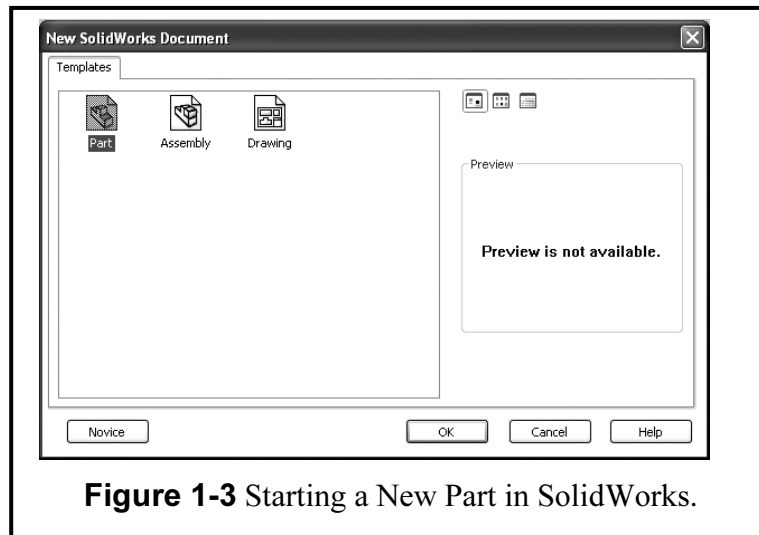 New SolidWorks Document
Templates
Part Assembly Drawing
Preview
Preview is not available.
Novice OK Cancel Help
Figure 1-3 Starting a New Part in SolidWorks.